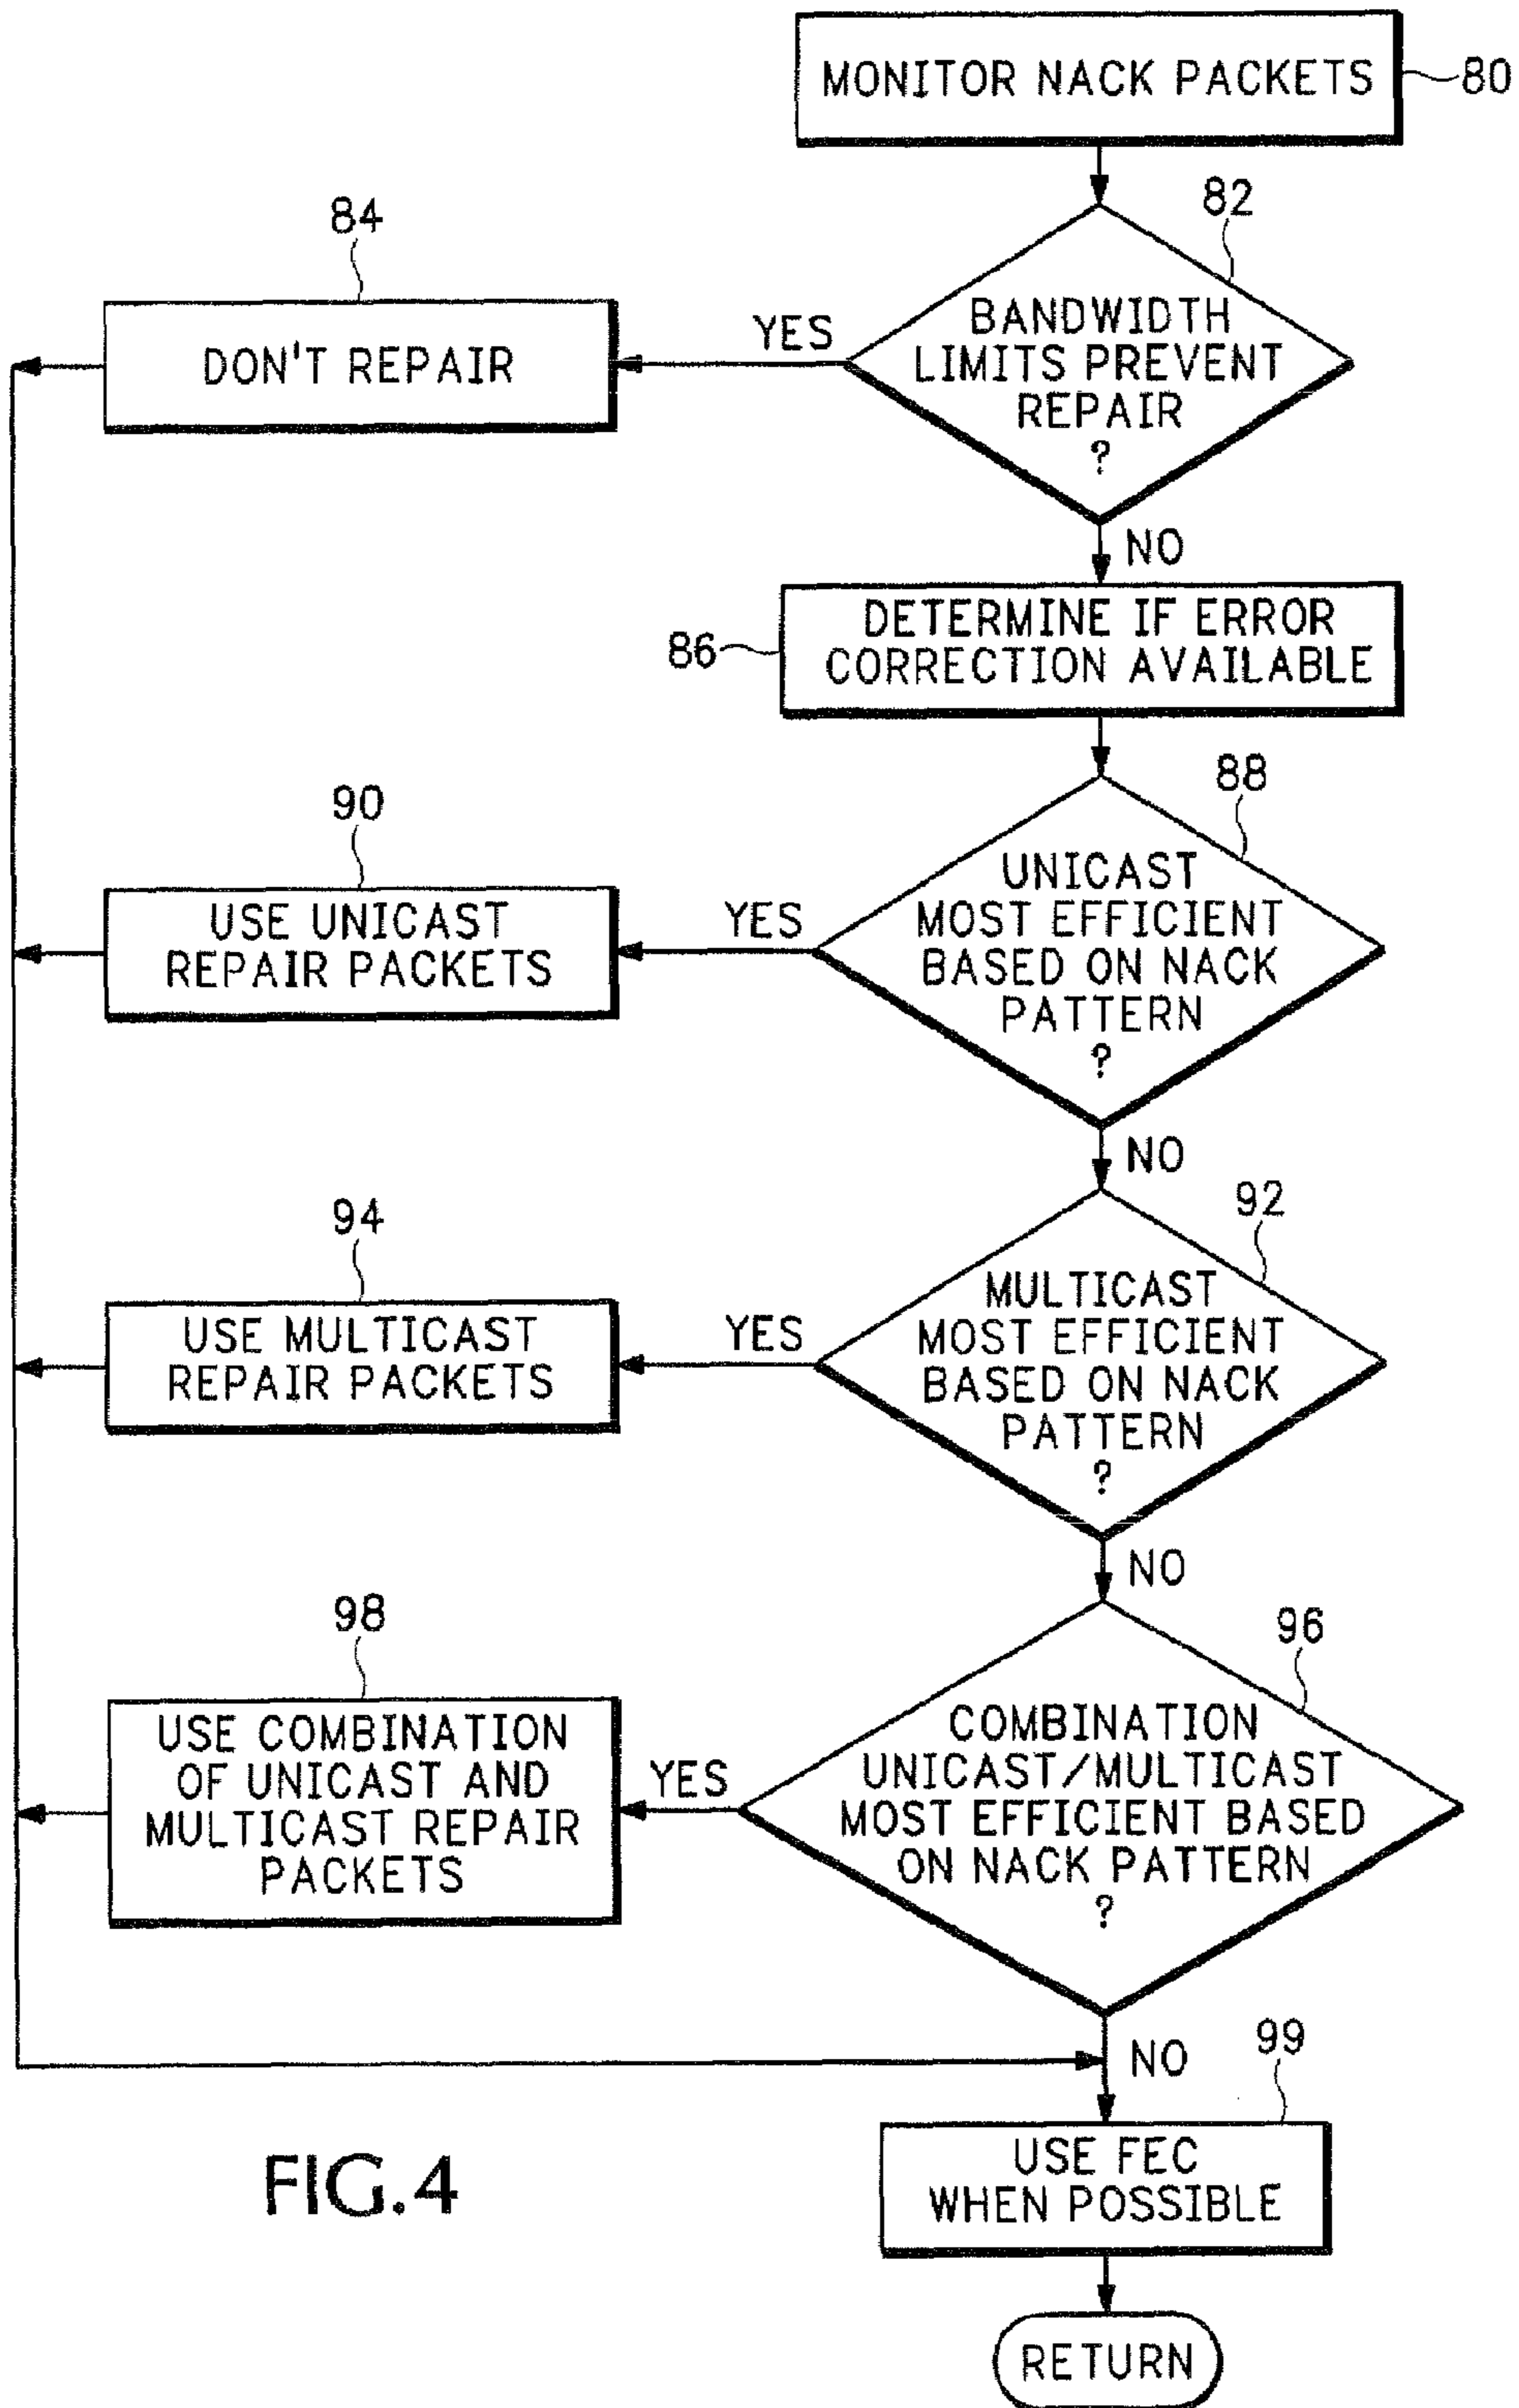 MONITOR NACK PACKETS
80
82
BANDWIDTH
LIMITS PREVENT
REPAIR
?
YES
84
DON'T REPAIR
NO
DETERMINE IF ERROR
CORRECTION AVAILABLE
86
88
UNICAST
MOST EFFICIENT
BASED ON NACK
PATTERN
?
YES
90
USE UNICAST
REPAIR PACKETS
NO
92
MULTICAST
MOST EFFICIENT
BASED ON NACK
PATTERN
?
YES
94
USE MULTICAST
REPAIR PACKETS
NO
96
COMBINATION
UNICAST/MULTICAST
MOST EFFICIENT BASED
ON NACK PATTERN
?
YES
98
USE COMBINATION
OF UNICAST AND
MULTICAST REPAIR
PACKETS
NO
99
USE FEC
WHEN POSSIBLE
RETURN
FIG.4